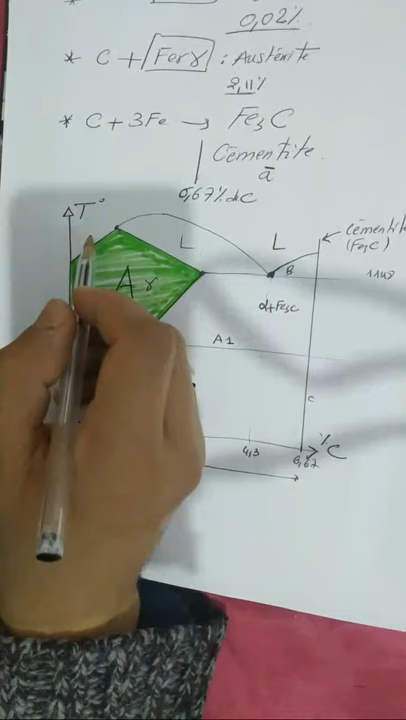 0,02%
* C + Fer γ : Austénite
2,11%
* C + 3Fe → Fe3C
Cémentite
à
6,67% de C
T°
L
L
cémentite
(Fe3C)
B
A γ
1148
α+Fe3C
A1
C
4,3
6,67
% C